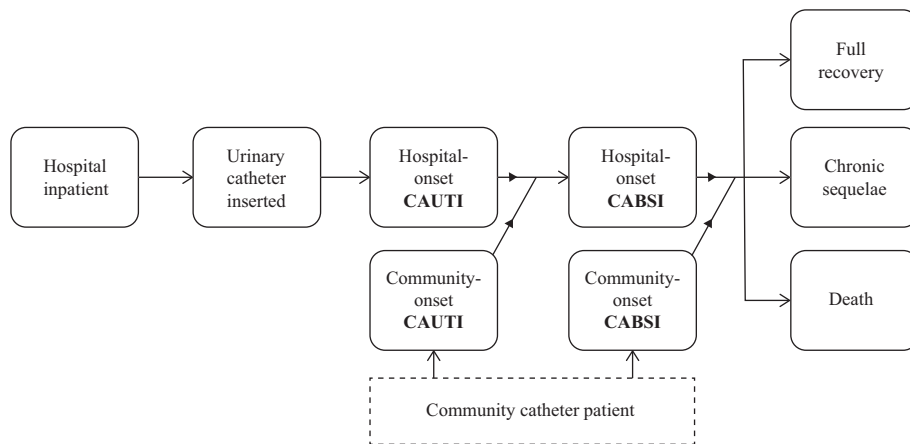 Full
recovery
Hospital
inpatient
Urinary
catheter
inserted
Hospital-
onset
CAUTI
Hospital-
onset
CABSI
Chronic
sequelae
Community-
onset
CAUTI
Community-
onset
CABSI
Death
Community catheter patient